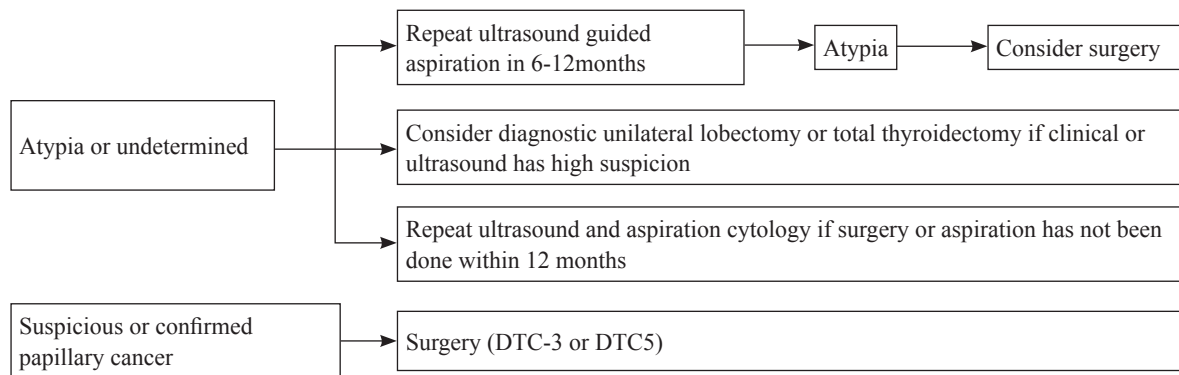 Repeat ultrasound guided
aspiration in 6-12months
Atypia
Consider surgery
Atypia or undetermined
Consider diagnostic unilateral lobectomy or total thyroidectomy if clinical or
ultrasound has high suspicion
Repeat ultrasound and aspiration cytology if surgery or aspiration has not been
done within 12 months
Suspicious or confirmed
papillary cancer
Surgery (DTC-3 or DTC5)